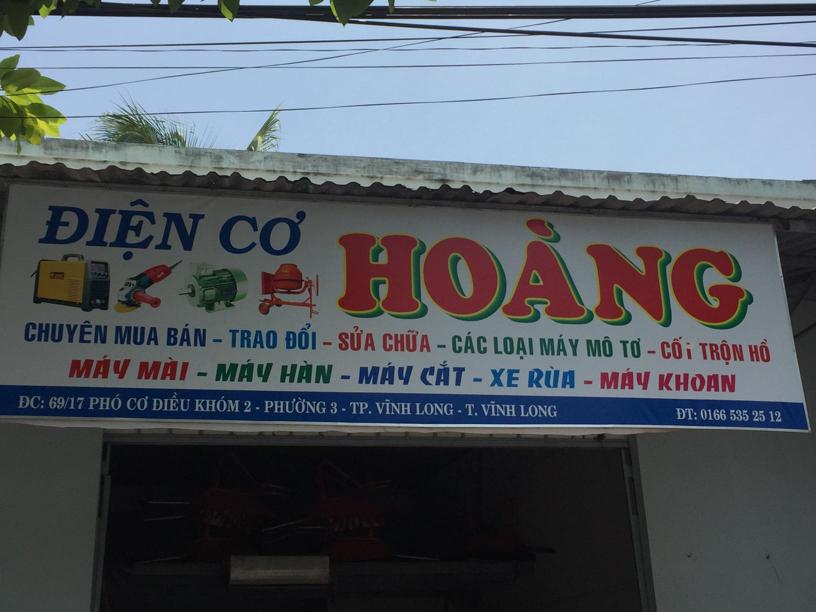 ĐIỆN CƠ
HOÀNG
CHUYÊN MUA BÁN - TRAO ĐỔI - SỬA CHỮA - CÁC LOẠI MÁY MÔ TƠ - CỐI TRỘN HỒ
MÁY MÀI - MÁY HÀN - MÁY CẮT - XE RÙA - MÁY KHOAN
ĐC: 69/17 PHÓ CƠ ĐIỀU KHÓM 2 - PHƯỜNG 3 - TP. VĨNH LONG - T. VĨNH LONG
ĐT: 0166 535 25 12